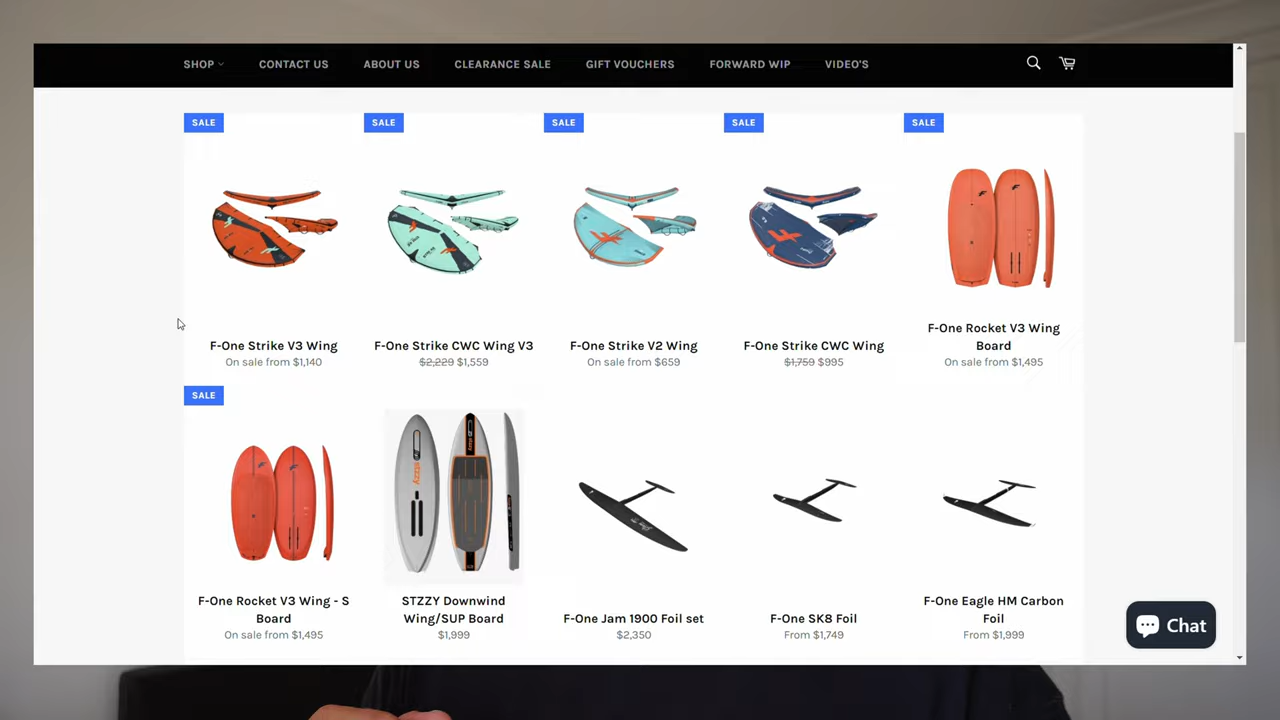 SHOP
CONTACT US
ABOUT US
CLEARANCE SALE
GIFT VOUCHERS
FORWARD WIP
VIDEO'S
SALE
SALE
SALE
SALE
SALE
F-One Strike V3 Wing
On sale from $1,140
F-One Strike CWC Wing V3
$2,229 $1,559
F-One Strike V2 Wing
On sale from $659
F-One Strike CWC Wing
$1,759 $995
F-One Rocket V3 Wing
Board
On sale from $1,495
SALE
stzzy
F-One Rocket V3 Wing - S
Board
On sale from $1,495
STZZY Downwind
Wing/SUP Board
$1,999
F-One Jam 1900 Foil set
$2,350
F-One SK8 Foil
From $1,749
F-One Eagle HM Carbon
Foil
From $1,999
Chat